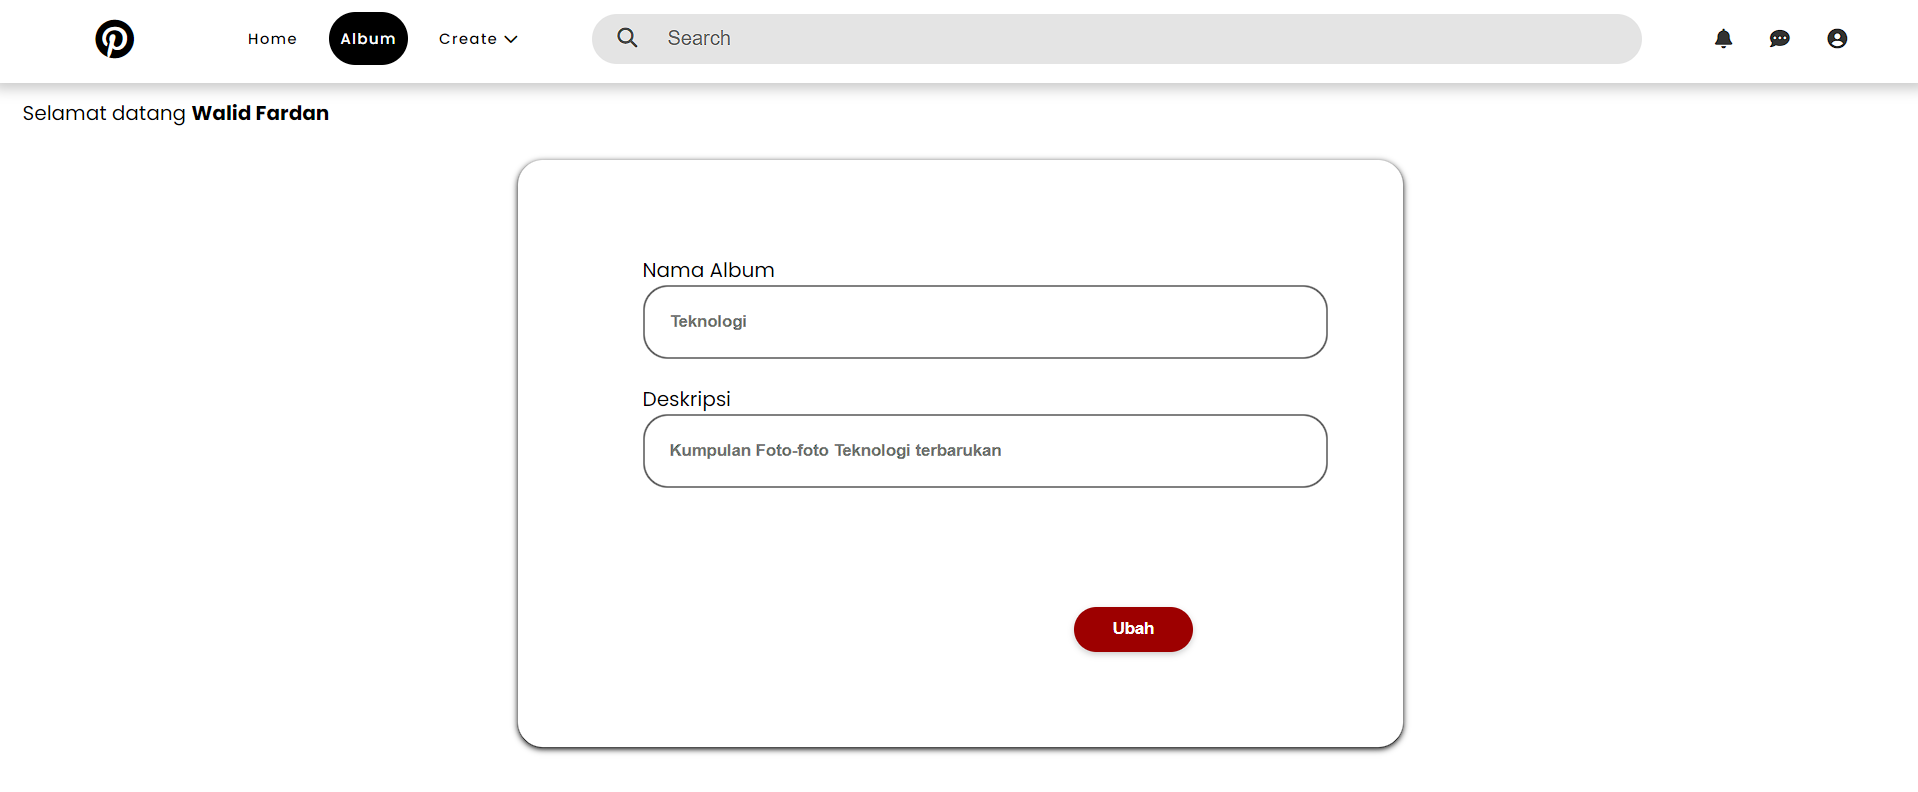 Home Album Create Search
Selamat datang Walid Fardan
Nama Album
Teknologi
Deskripsi
Kumpulan Foto-foto Teknologi terbarukan
Ubah